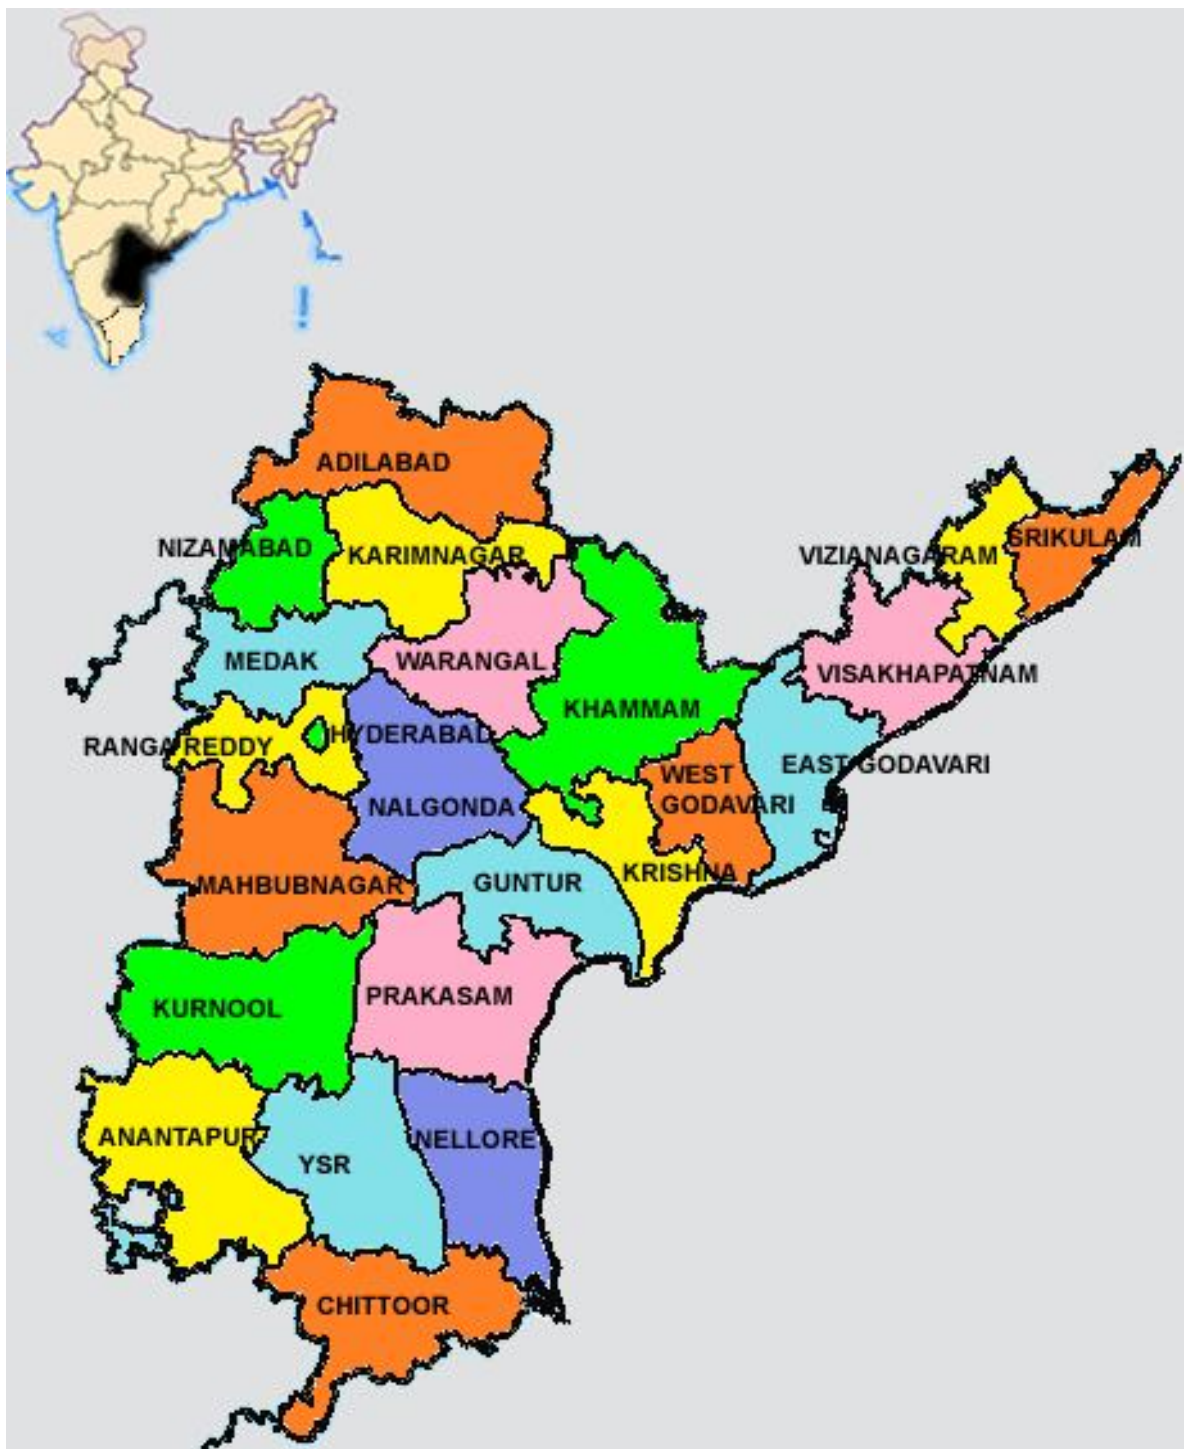 ADILABAD
NIZAMABAD
KARIMNAGAR
SRIKULAM
VIZIANAGARAM
MEDAK
WARANGAL
VISAKHAPATNAM
KHAMMAM
RANGA REDDY
HYDERABAD
EAST GODAVARI
WEST
GODAVARI
NALGONDA
KRISHNA
GUNTUR
MAHBUBNAGAR
PRAKASAM
KURNOOL
ANANTAPUR
NELLORE
YSR
CHITTOOR